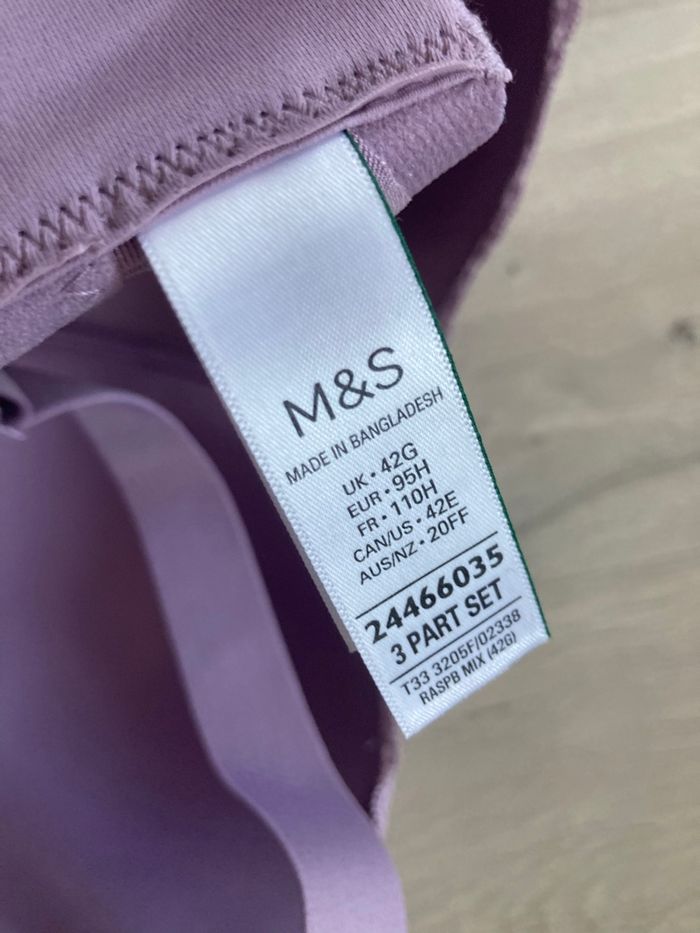 M&S
MADE IN BANGLADESH
UK • 42G
EUR • 95H
FR • 110H
CAN/US • 42E
AUS/NZ • 20FF
24466035
3 PART SET
T33 3205F/02338
RASPB MIX (42G)